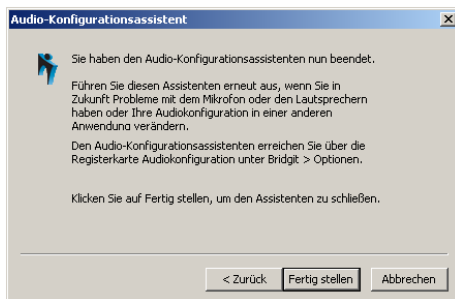 Audio-Konfigurationsassistent
Sie haben den Audio-Konfigurationsassistenten nun beendet.
Führen Sie diesen Assistenten erneut aus, wenn Sie in
Zukunft Probleme mit dem Mikrofon oder den Lautsprechern
haben oder Ihre Audiokonfiguration in einer anderen
Anwendung verändern.
Den Audio-Konfigurationsassistenten erreichen Sie über die
Registerkarte Audiokonfiguration unter Bridgit > Optionen.
Klicken Sie auf Fertig stellen, um den Assistenten zu schließen.
< Zurück Fertig stellen Abbrechen